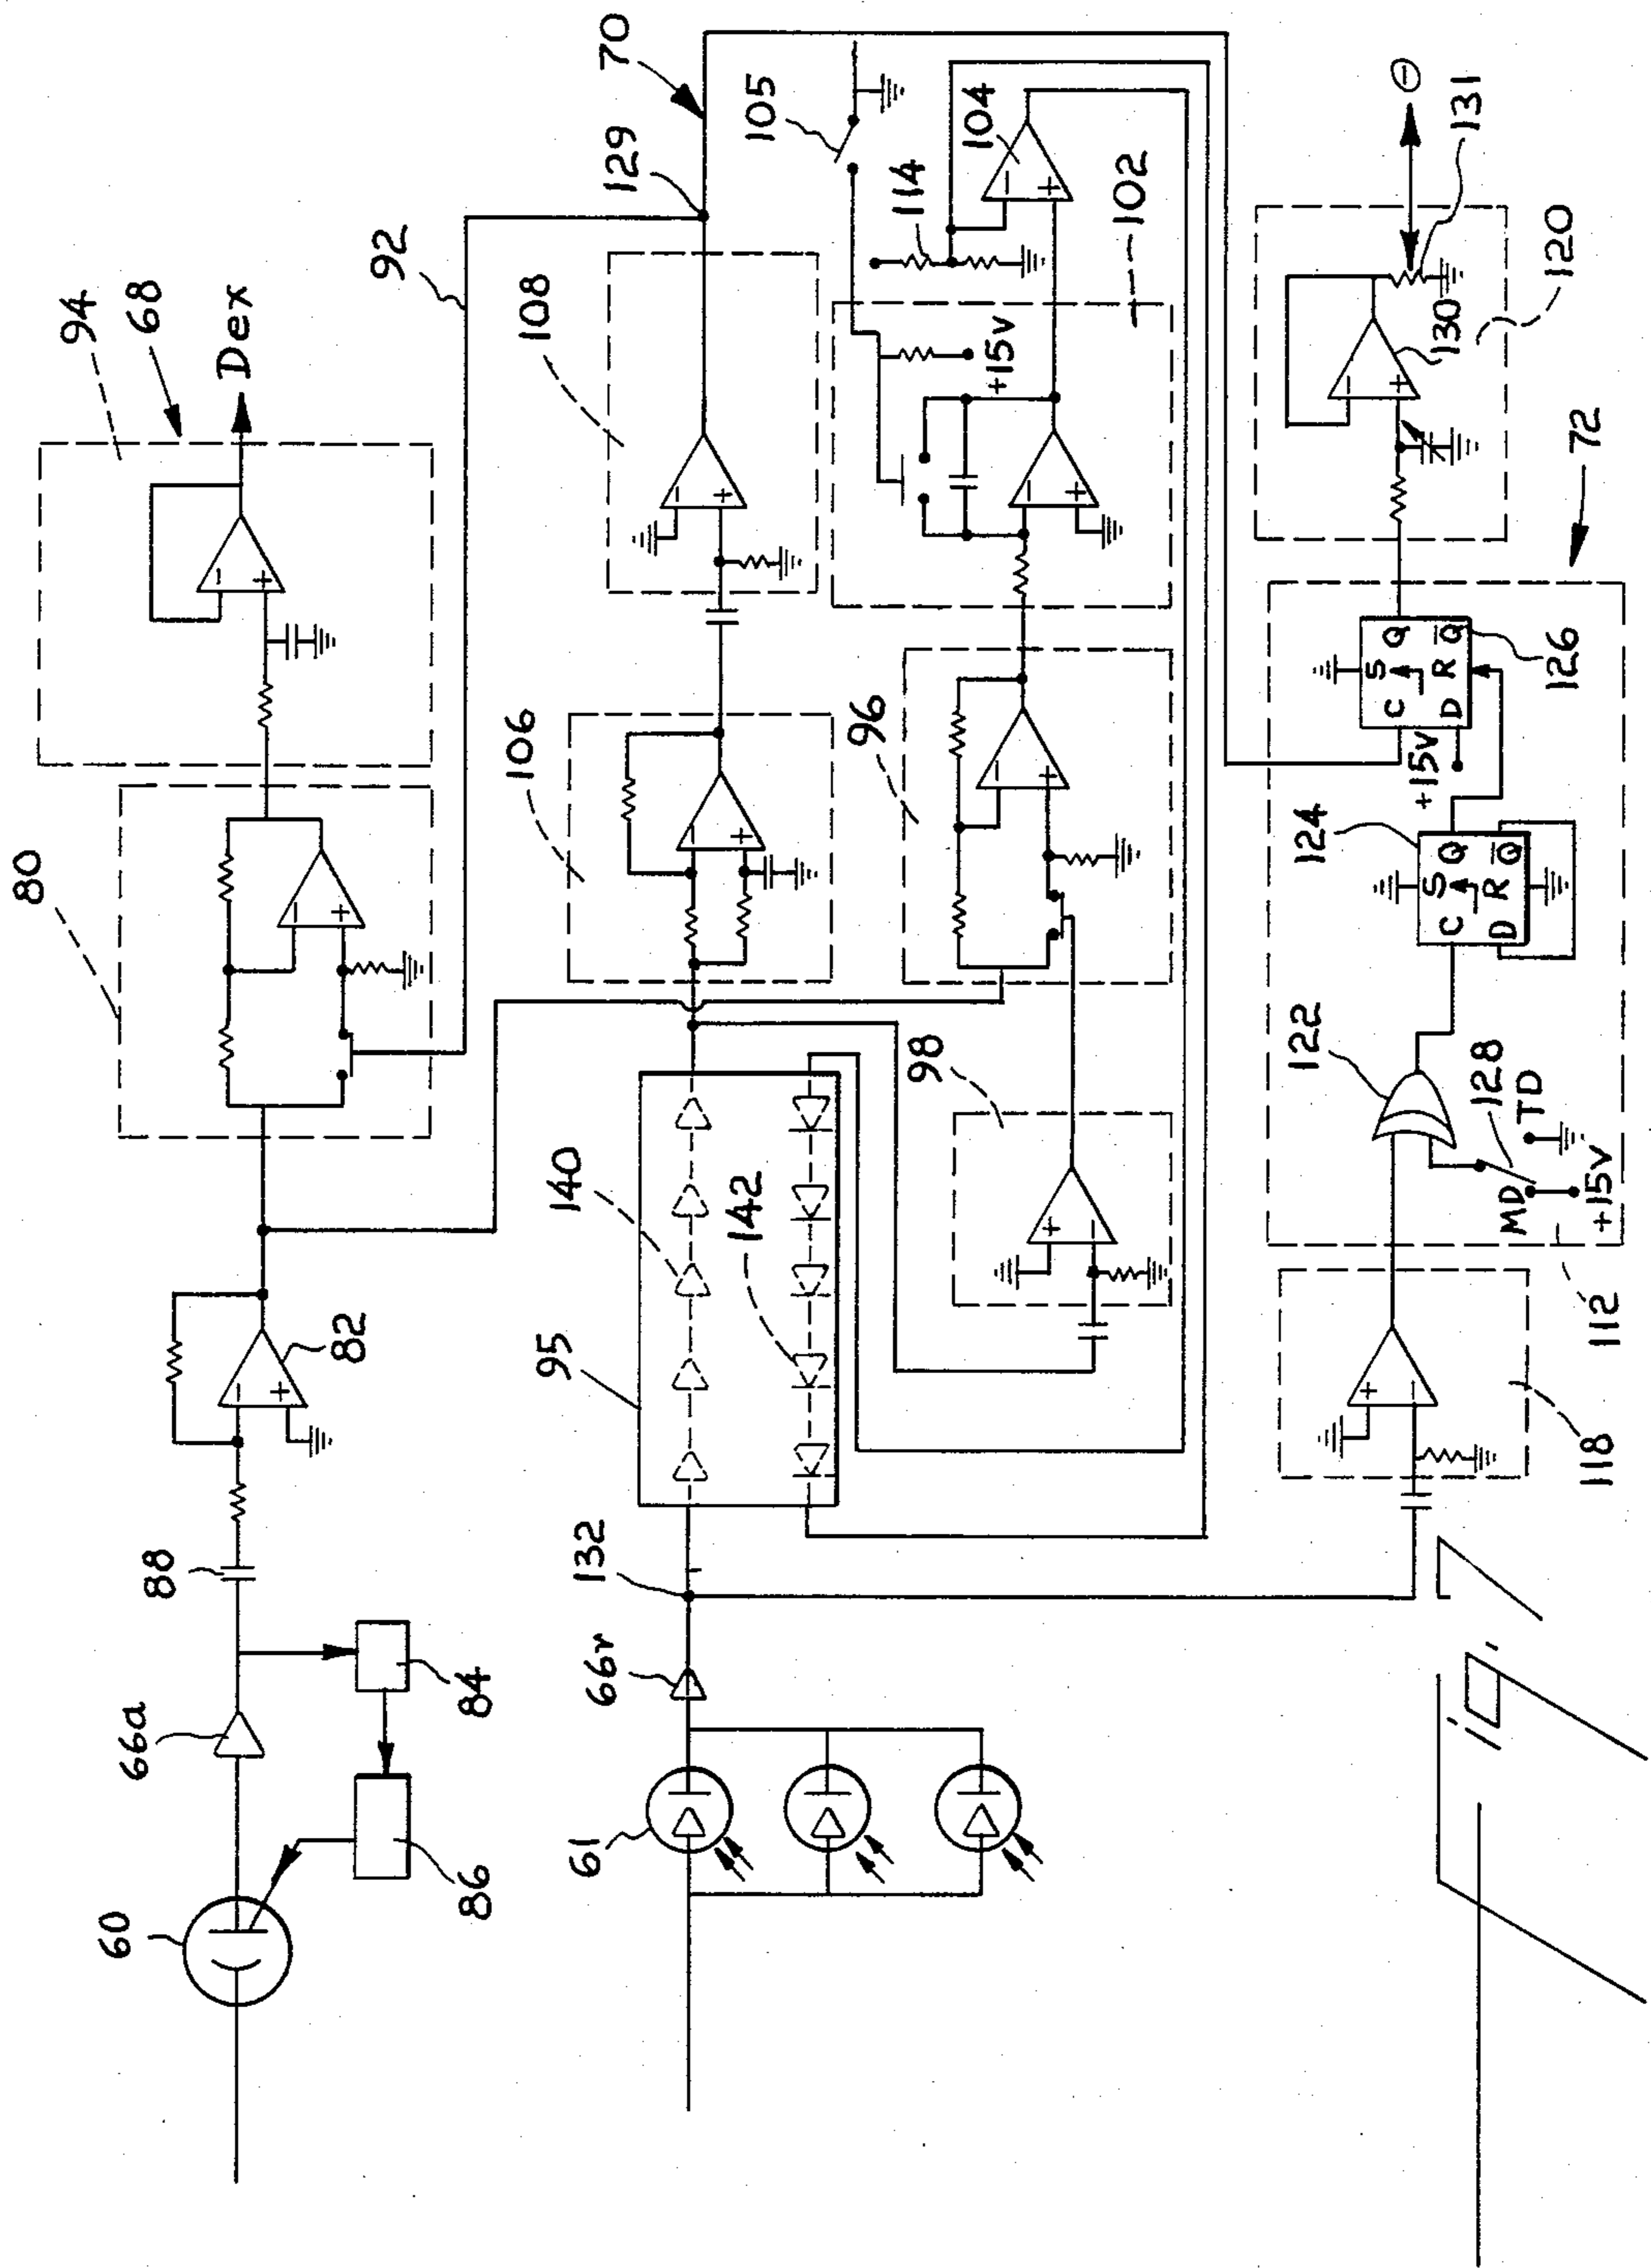 94
68
Dex
80
92
82
88
66a
84
86
60
70
129
108
105
104
114
102
+15v
106
96
95
140
142
98
132
66r
61
θ
131
130
120
72
126
S
C Q
D R Q̅
+15v
124
S
C Q
D R Q̅
122
128
TD
MD
+15v
112
118
Fig. 7